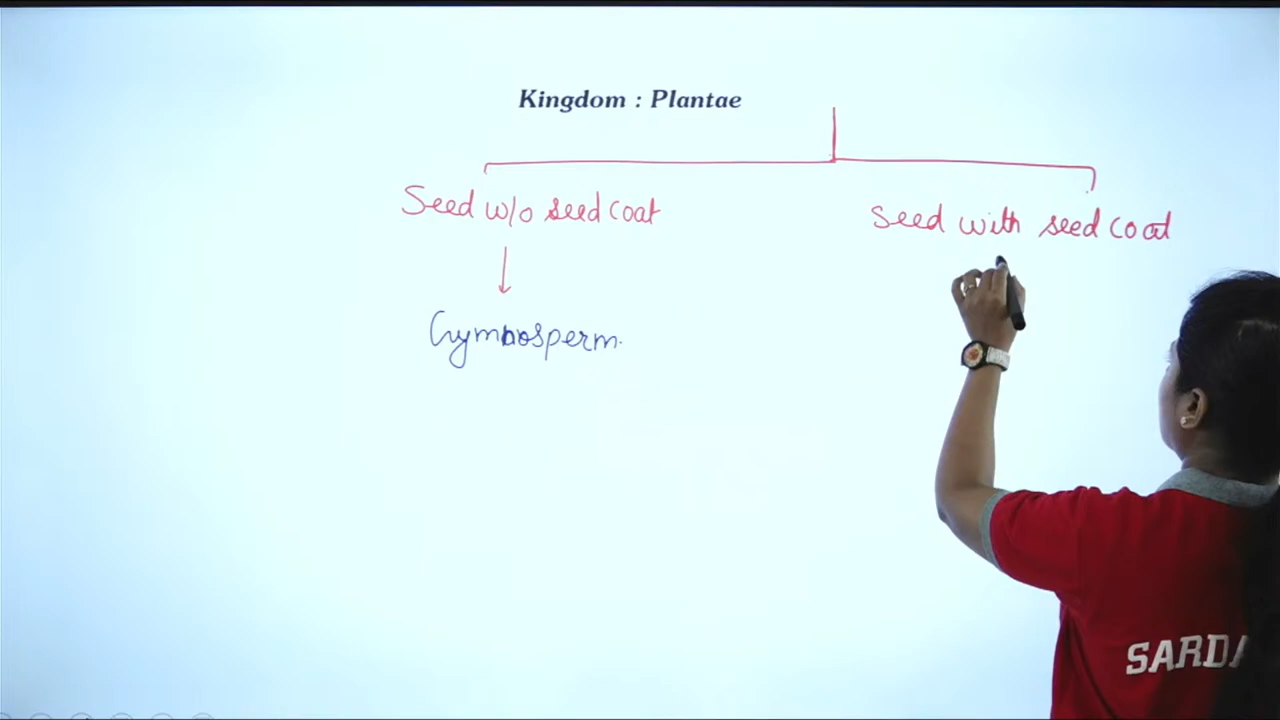 Kingdom : Plantae
Seed w/o seed coat
Seed with seed coat
Gymnosperm
SARDA